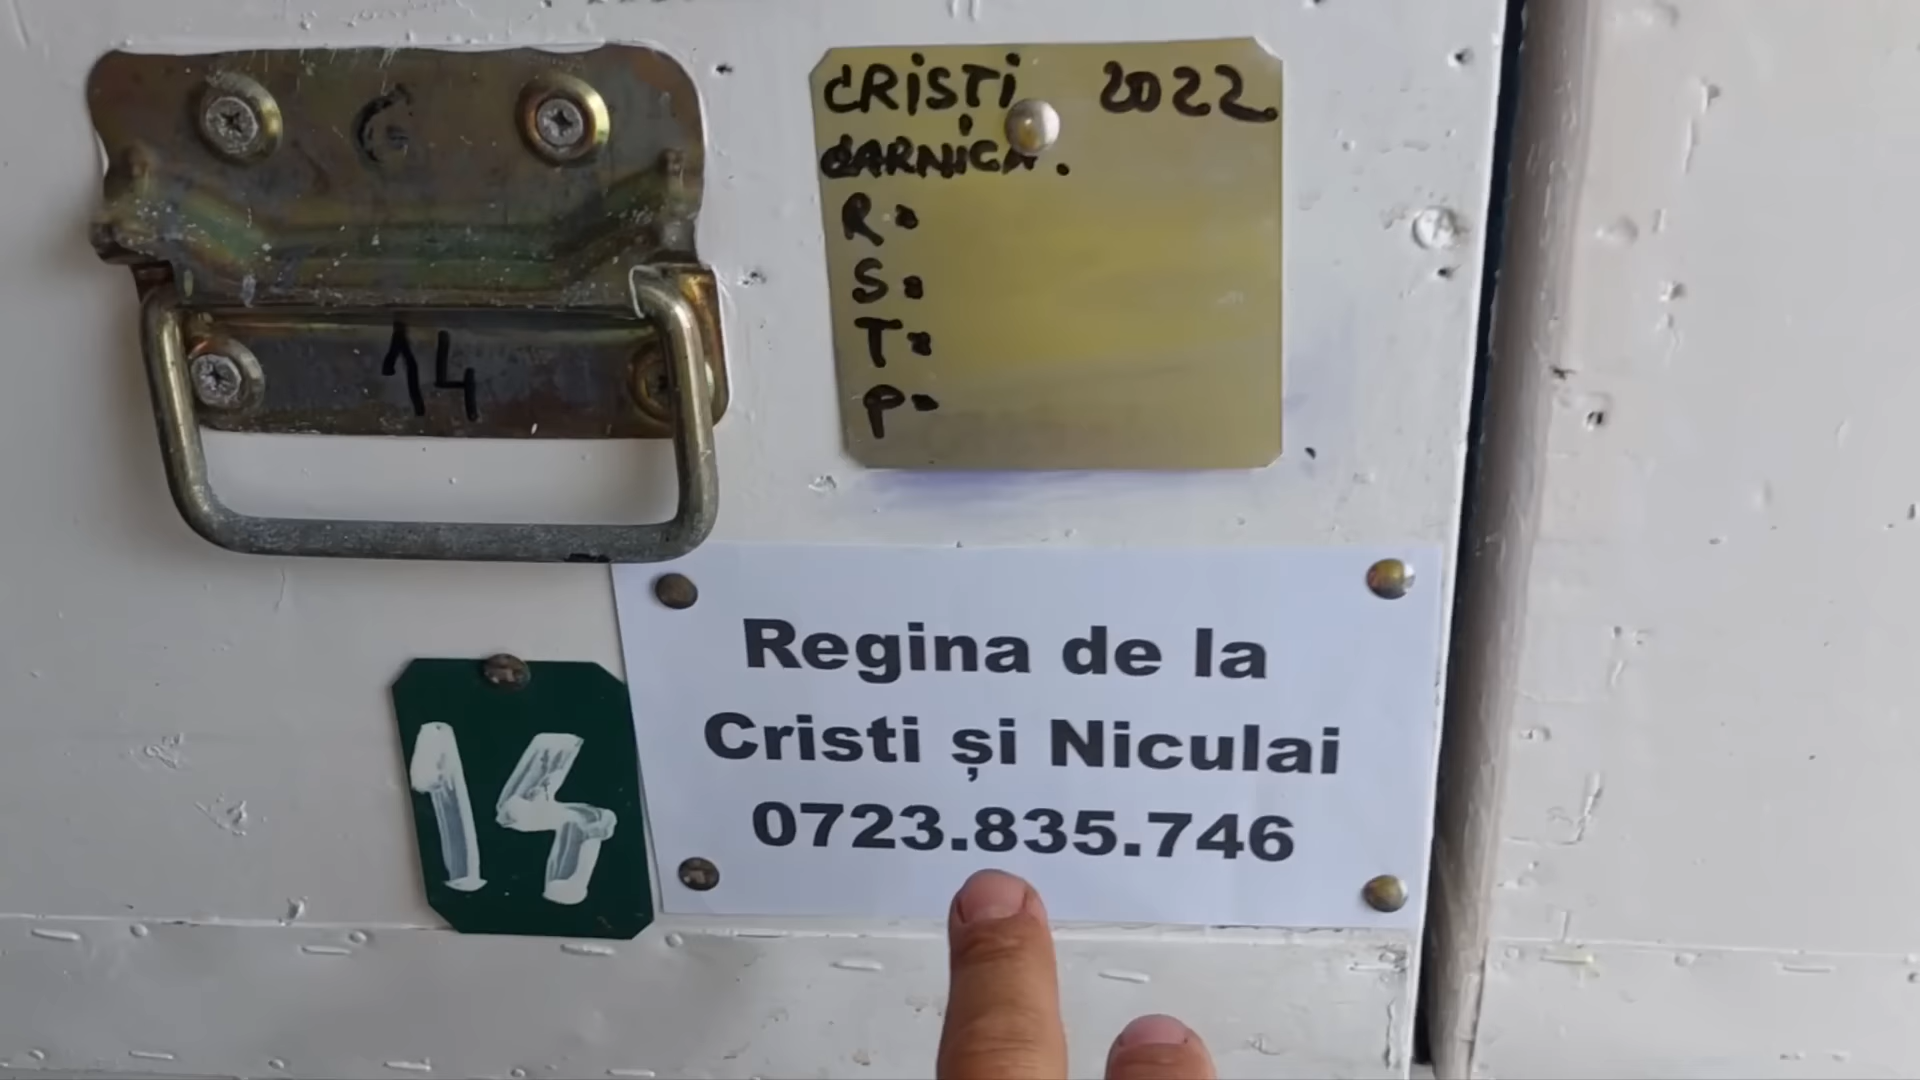 14
CRISTI 2022
CARNICA.
R=
S=
T=
P=
Regina de la
Cristi și Niculai
0723.835.746
14